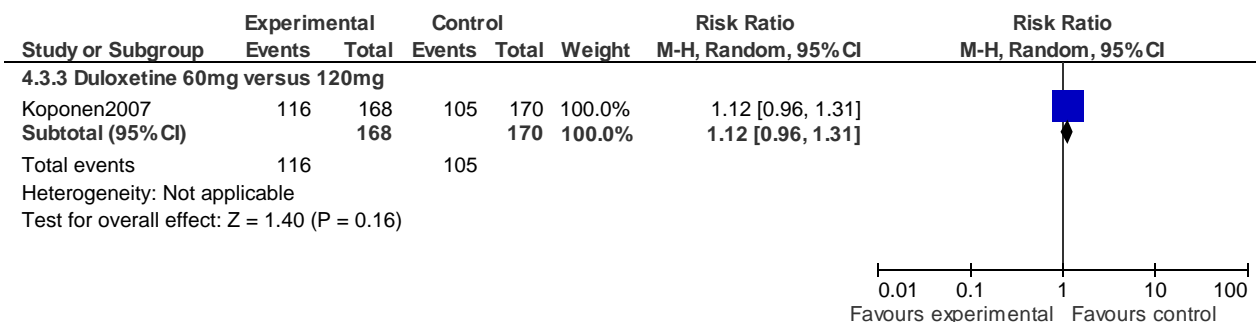 Experimental Control Risk Ratio Risk Ratio
Study or Subgroup Events Total Events Total Weight M-H, Random, 95% CI M-H, Random, 95% CI
4.3.3 Duloxetine 60mg versus 120mg
Koponen2007 116 168 105 170 100.0% 1.12 [0.96, 1.31]
Subtotal (95% CI) 168 170 100.0% 1.12 [0.96, 1.31]
Total events 116 105
Heterogeneity: Not applicable
Test for overall effect: Z = 1.40 (P = 0.16)
0.01 0.1 1 10 100
Favours experimental Favours control